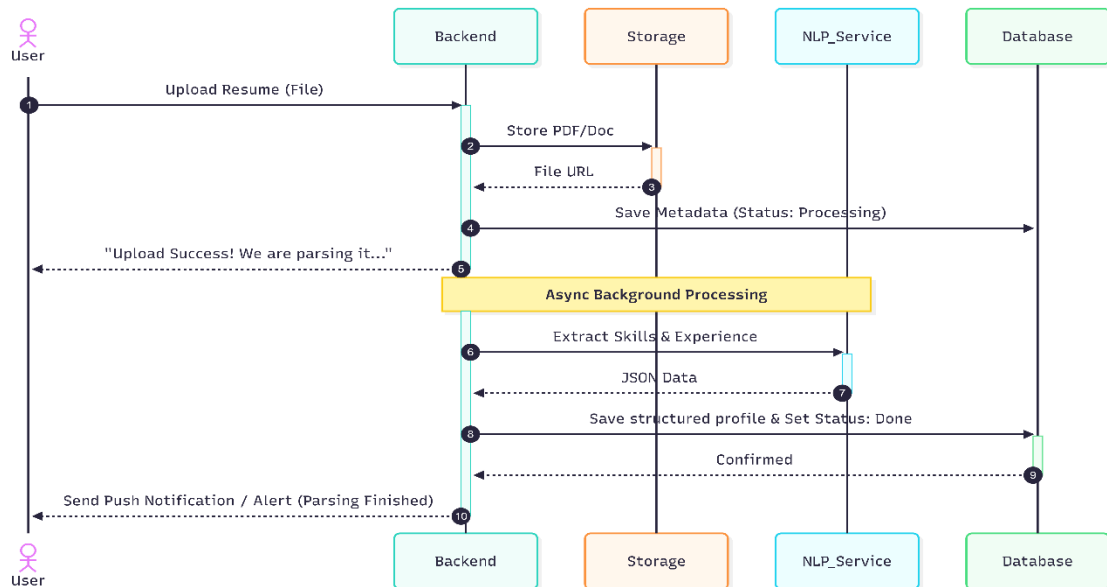 User
Backend
Storage
NLP_Service
Database
1
Upload Resume (File)
2
Store PDF/Doc
File URL
3
4
Save Metadata (Status: Processing)
"Upload Success! We are parsing it..."
5
Async Background Processing
6
Extract Skills & Experience
JSON Data
7
8
Save structured profile & Set Status: Done
Confirmed
9
Send Push Notification / Alert (Parsing Finished)
10
User
Backend
Storage
NLP_Service
Database